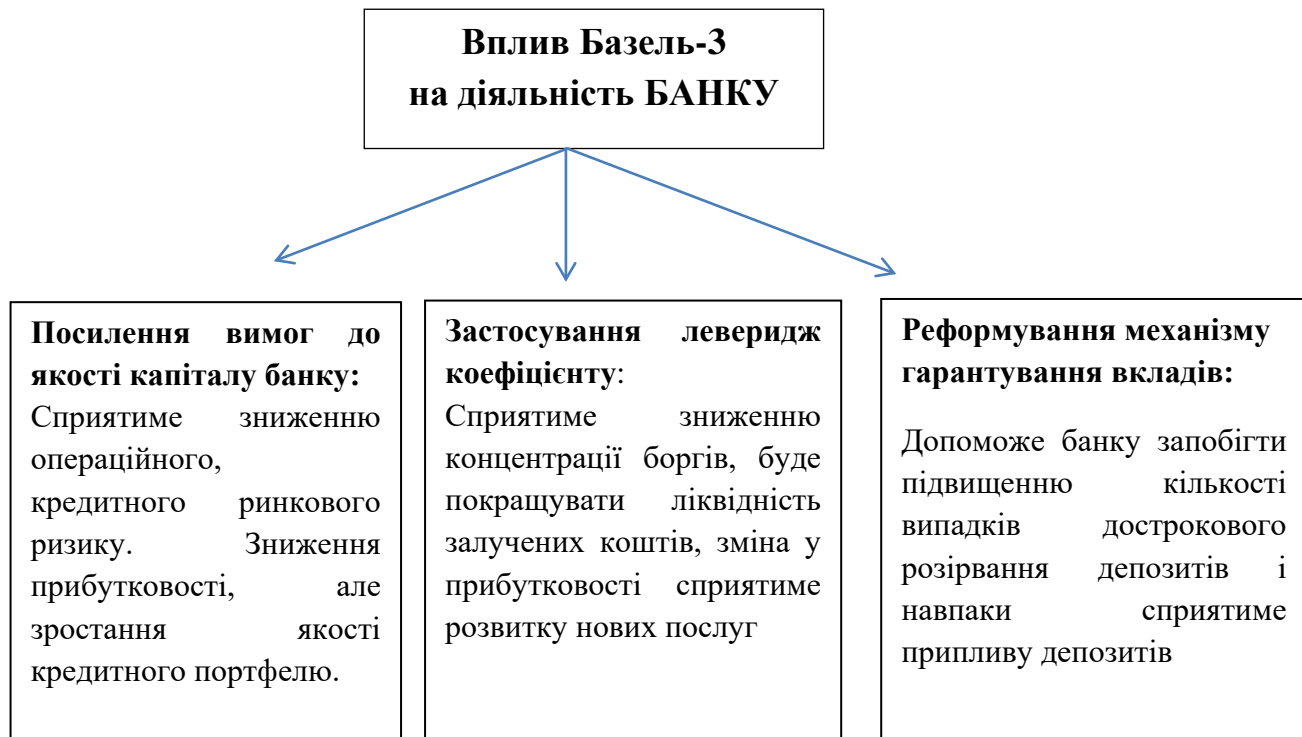 Вплив Базель-3
на діяльність БАНКУ
Посилення вимог до
якості капіталу банку:
Сприятиме зниженню
операційного,
кредитного ринкового
ризику. Зниження
прибутковості, але
зростання якості
кредитного портфелю.
Застосування леверидж
коефіцієнту:
Сприятиме зниженню
концентрації боргів, буде
покращувати ліквідність
залучених коштів, зміна у
прибутковості сприятиме
розвитку нових послуг
Реформування механізму
гарантування вкладів:
Допоможе банку запобігти
підвищенню кількості
випадків дострокового
розірвання депозитів і
навпаки сприятиме
припливу депозитів